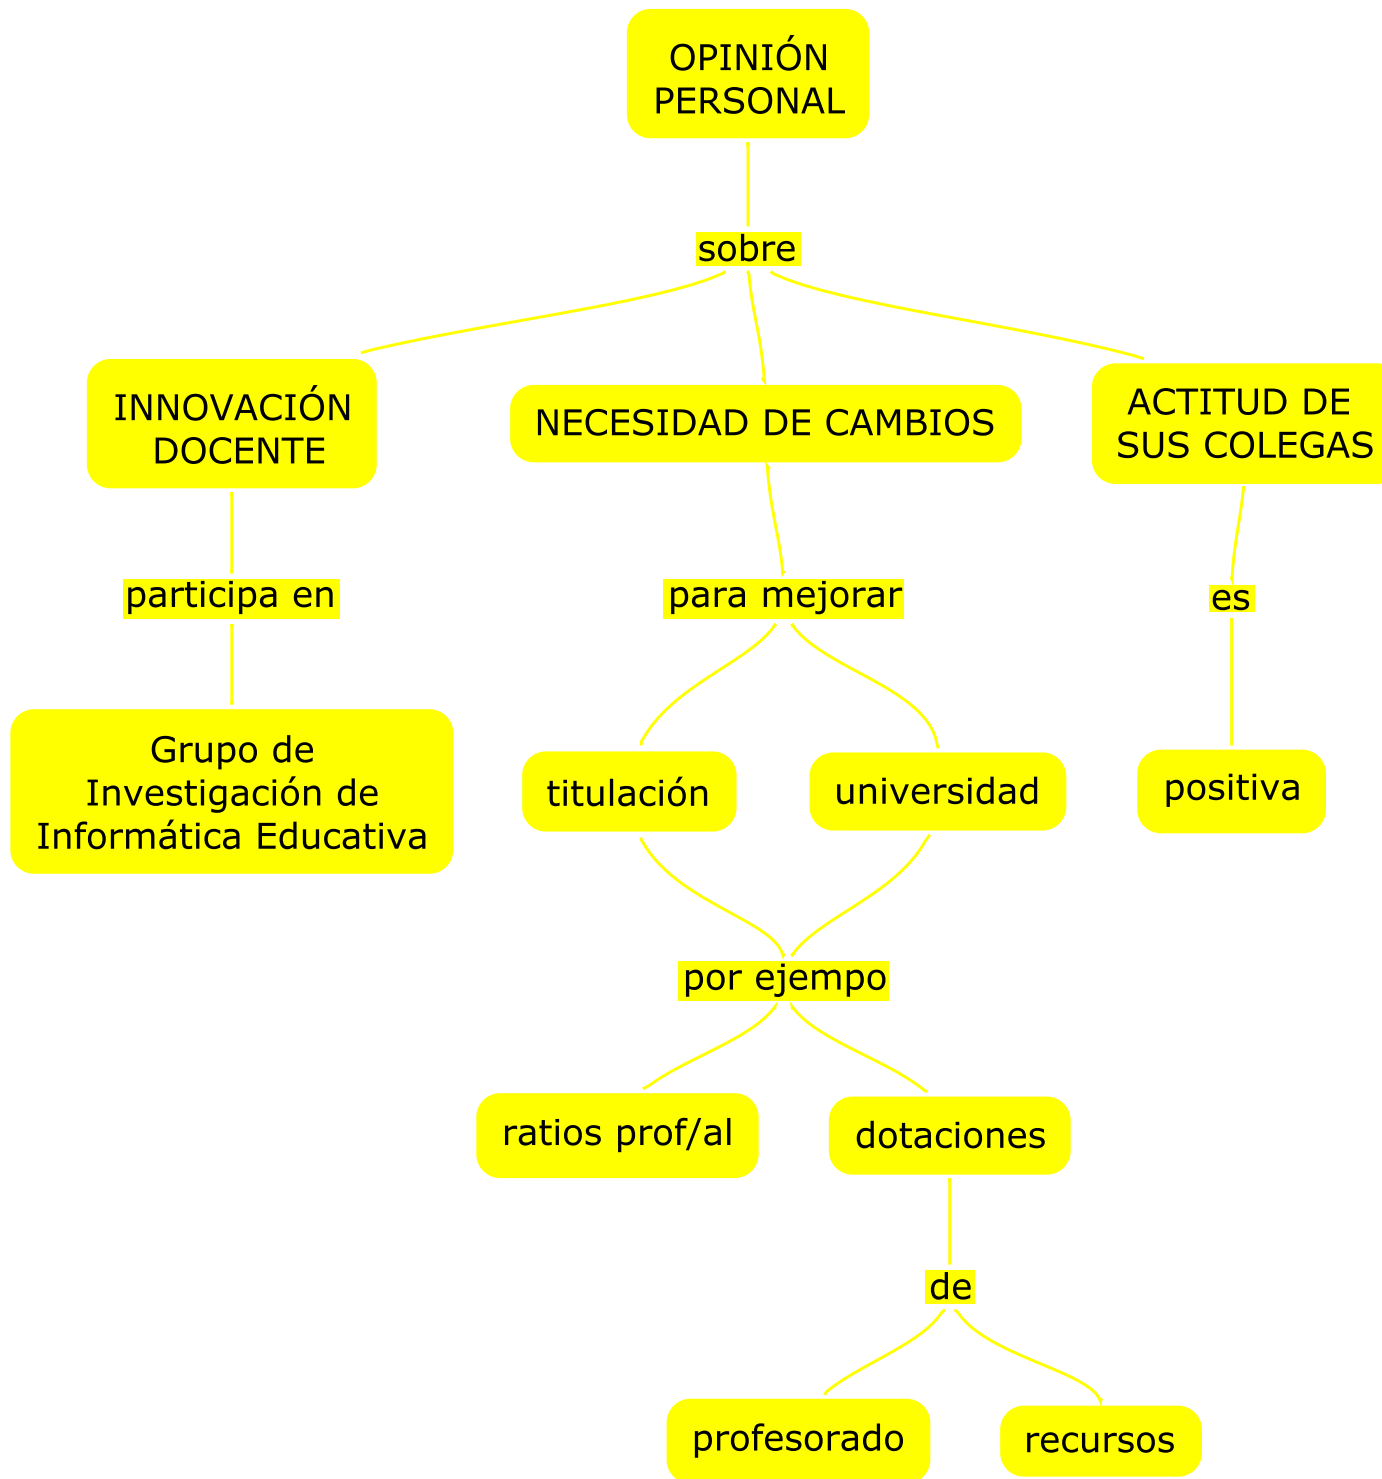 OPINIÓN
PERSONAL
sobre
INNOVACIÓN
DOCENTE
NECESIDAD DE CAMBIOS
ACTITUD DE
SUS COLEGAS
participa en
para mejorar
es
Grupo de
Investigación de
Informática Educativa
titulación
universidad
positiva
por ejempo
ratios prof/al
dotaciones
de
profesorado
recursos